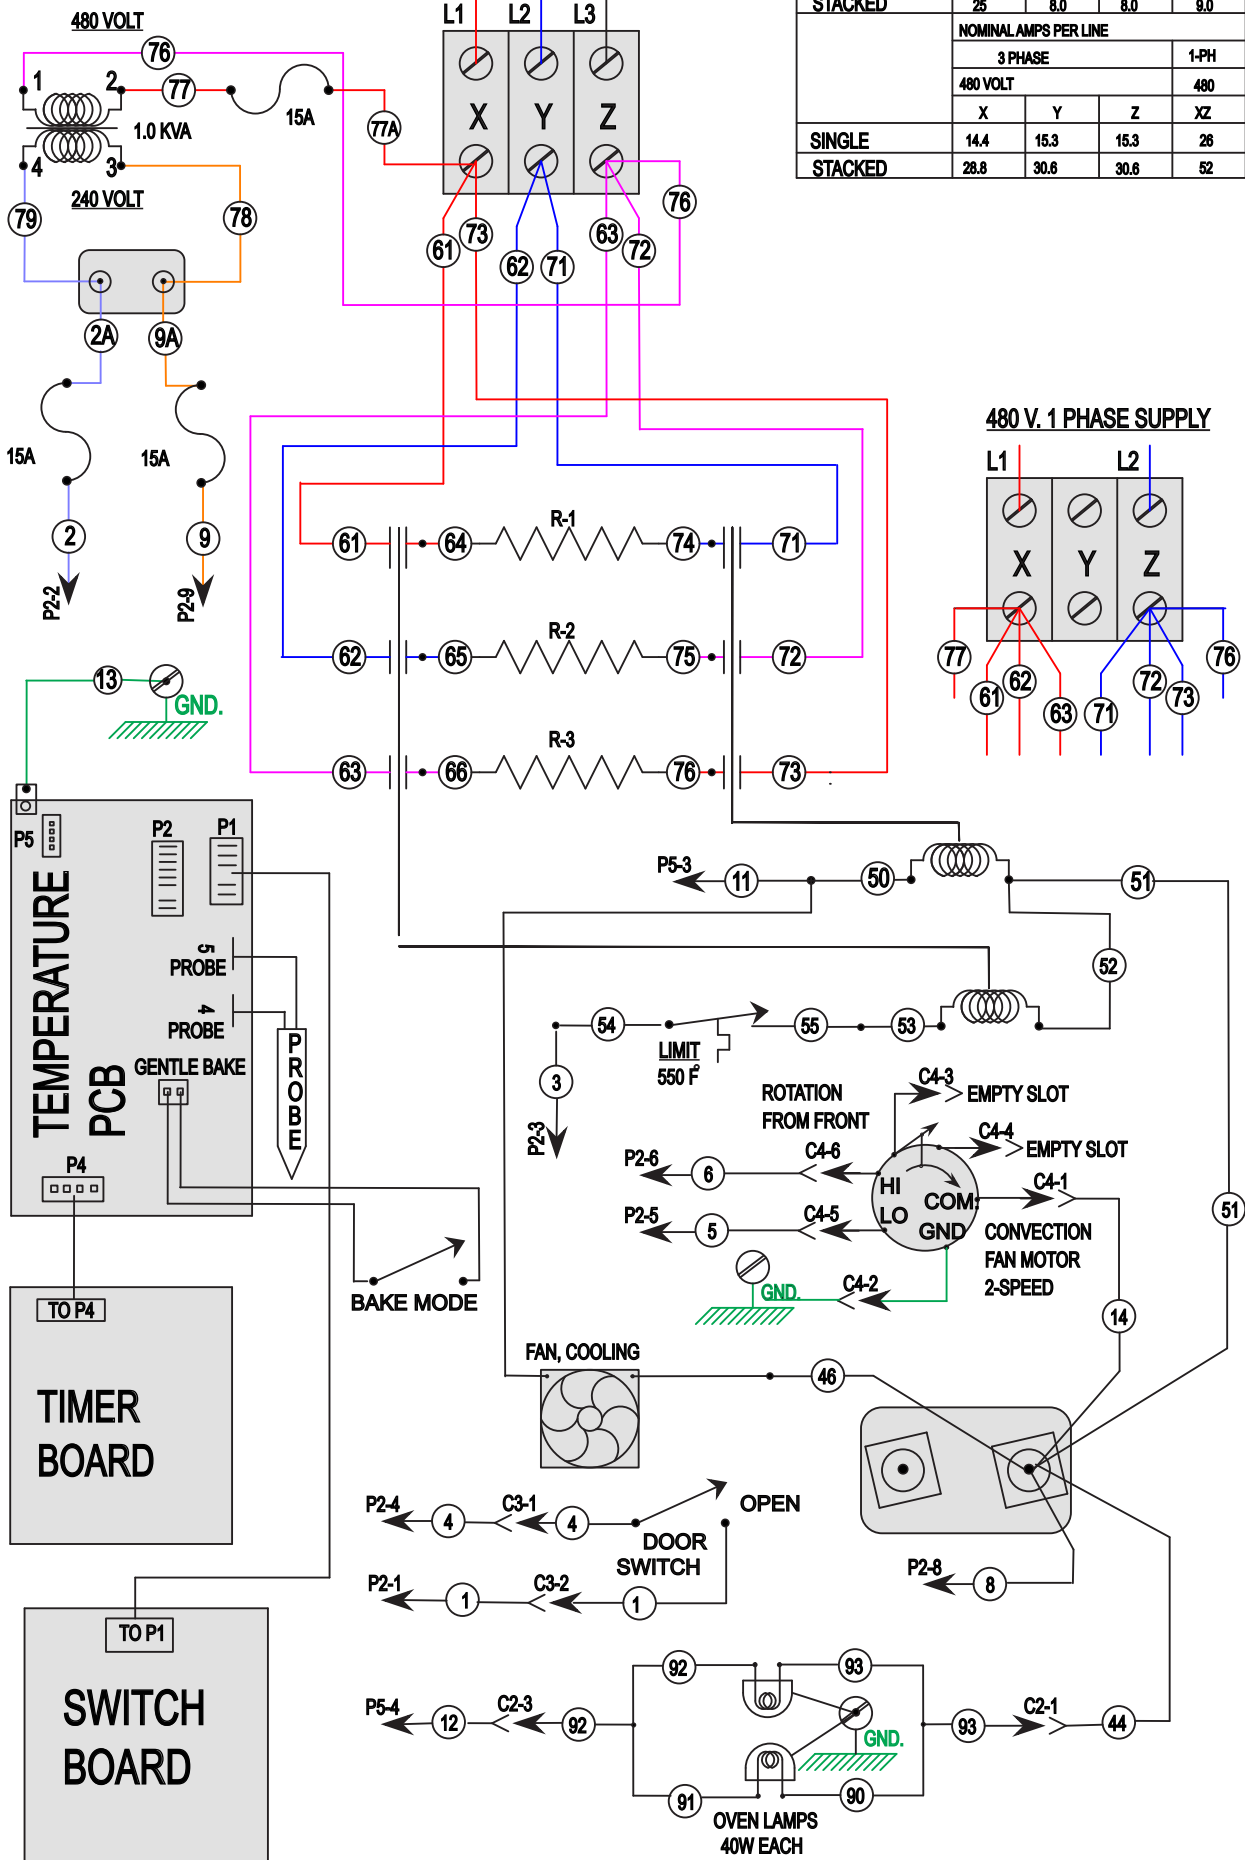 480 VOLT
76
1
2
77
15A
77A
1.0 KVA
4
3
240 VOLT
79
78
2A
9A
15A
15A
2
9
P2-2
P2-9
L1
L2
L3
X
Y
Z
61
73
62
71
63
72
76
STACKED 25 8.0 8.0 9.0
NOMINAL AMPS PER LINE
3 PHASE 1-PH
480 VOLT 480
X Y Z XZ
SINGLE 14.4 15.3 15.3 26
STACKED 28.8 30.6 30.6 52
480 V. 1 PHASE SUPPLY
L1
L2
X
Y
Z
77
61
62
63
71
72
73
76
61
64
R-1
74
71
62
65
R-2
75
72
63
66
R-3
76
73
13
GND.
P5
P2
P1
TEMPERATURE
PCB
5
PROBE
4
PROBE
GENTLE BAKE
P4
PROBE
P5-3
11
50
51
52
54
LIMIT
550 F°
55
53
3
P2-3
ROTATION
FROM FRONT
C4-3
EMPTY SLOT
C4-4
EMPTY SLOT
P2-6
6
C4-6
HI
LO
COM.
GND
C4-1
P2-5
5
C4-5
CONVECTION
FAN MOTOR
2-SPEED
51
GND.
C4-2
14
BAKE MODE
TO P4
TIMER
BOARD
FAN, COOLING
46
P2-4
4
C3-1
4
OPEN
DOOR
SWITCH
P2-1
1
C3-2
1
P2-8
8
TO P1
SWITCH
BOARD
92
93
P5-4
12
C2-3
92
GND.
93
C2-1
44
91
90
OVEN LAMPS
40W EACH